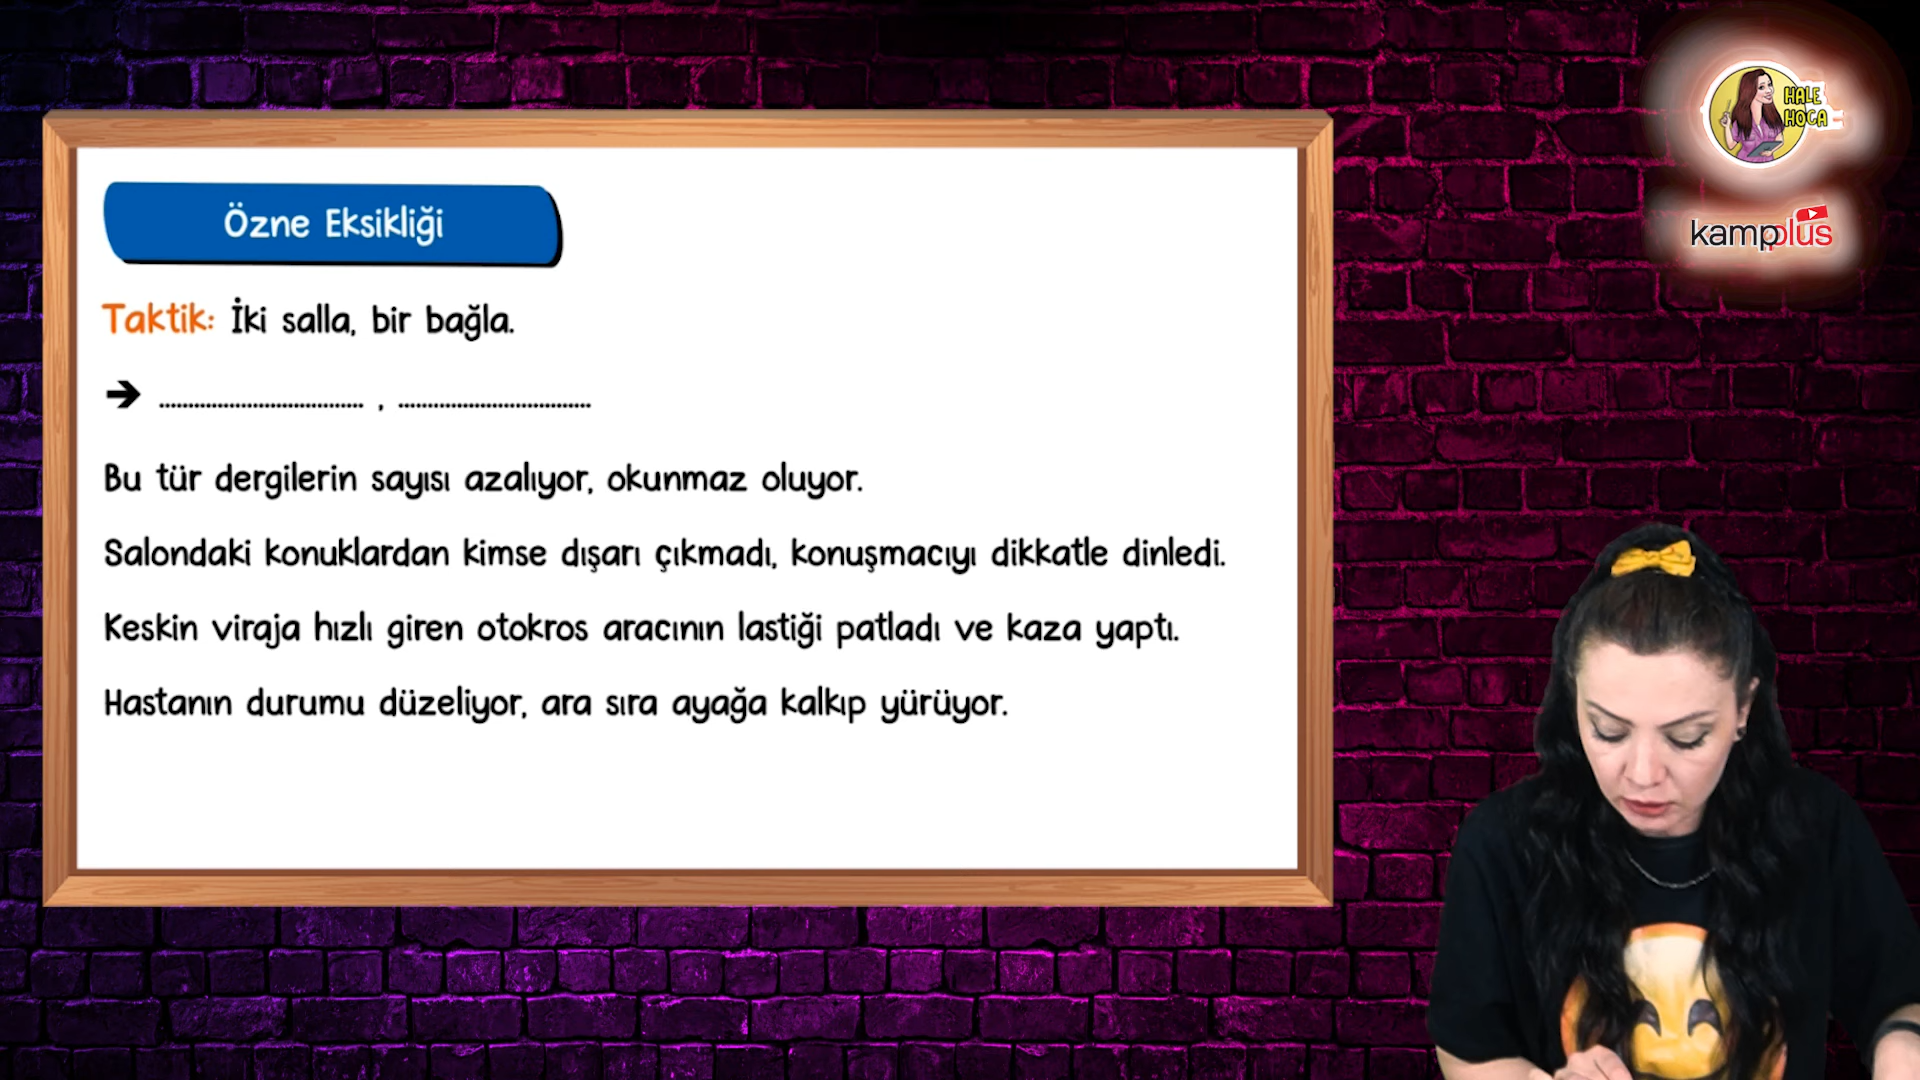 Özne Eksikliği
Taktik: İki salla, bir bağla.
➔ .................................... , ..................................
Bu tür dergilerin sayısı azalıyor, okunmaz oluyor.
Salondaki konuklardan kimse dışarı çıkmadı, konuşmacıyı dikkatle dinledi.
Keskin viraja hızlı giren otokros aracının lastiği patladı ve kaza yaptı.
Hastanın durumu düzeliyor, ara sıra ayağa kalkıp yürüyor.
HALE
HOCA
kampplus